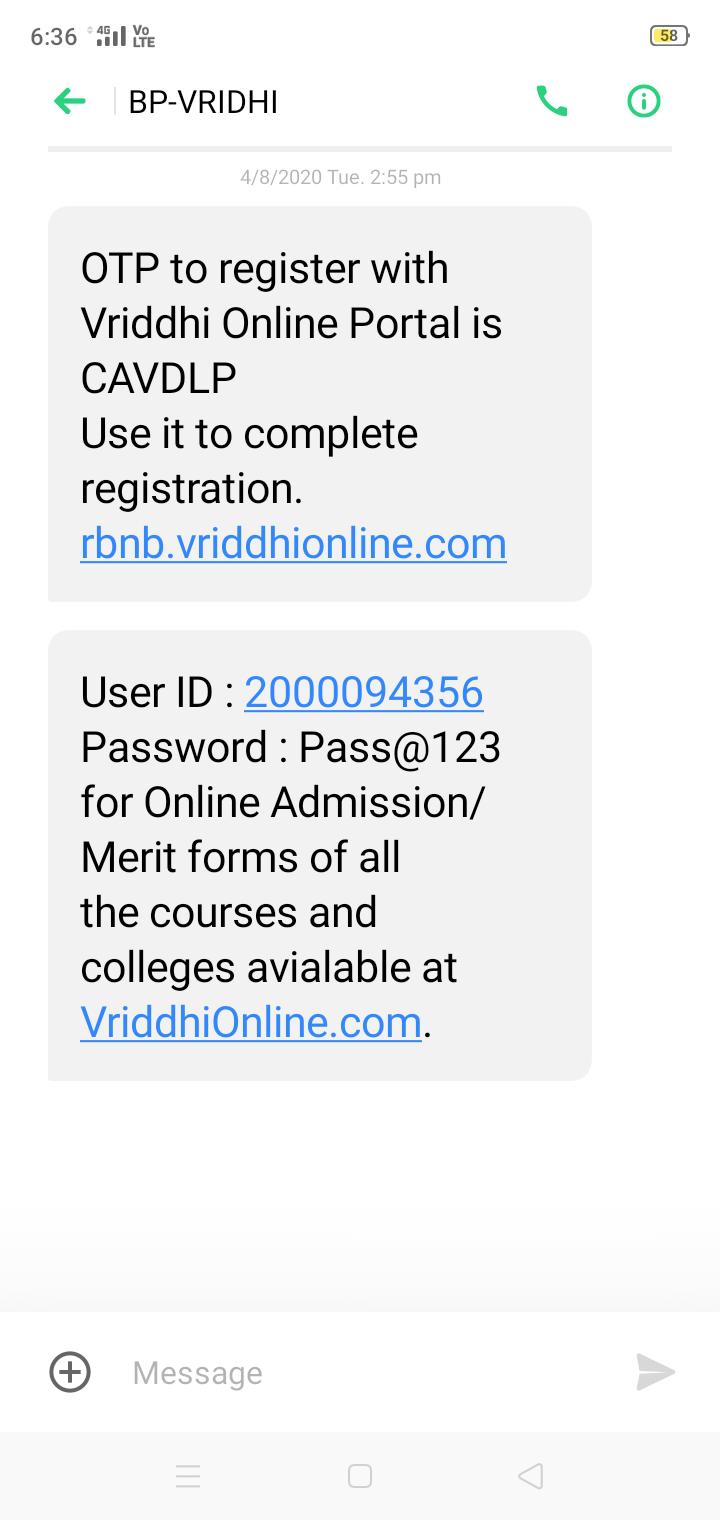 6:36 4G Vo LTE 58
BP-VRIDHI
4/8/2020 Tue. 2:55 pm
OTP to register with
Vriddhi Online Portal is
CAVDLP
Use it to complete
registration.
rbnb.vriddhionline.com
User ID : 2000094356
Password : Pass@123
for Online Admission/
Merit forms of all
the courses and
colleges avialable at
VriddhiOnline.com.
Message